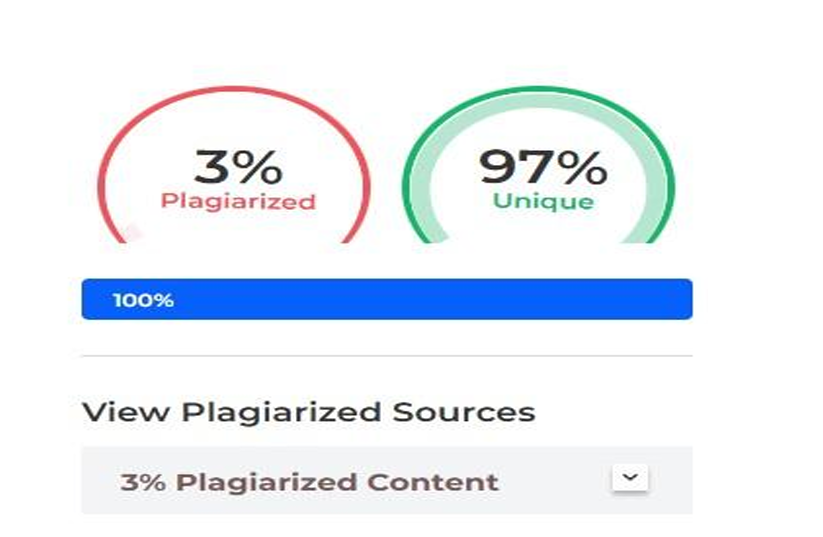 3%
Plagiarized
97%
Unique
100%
View Plagiarized Sources
3% Plagiarized Content